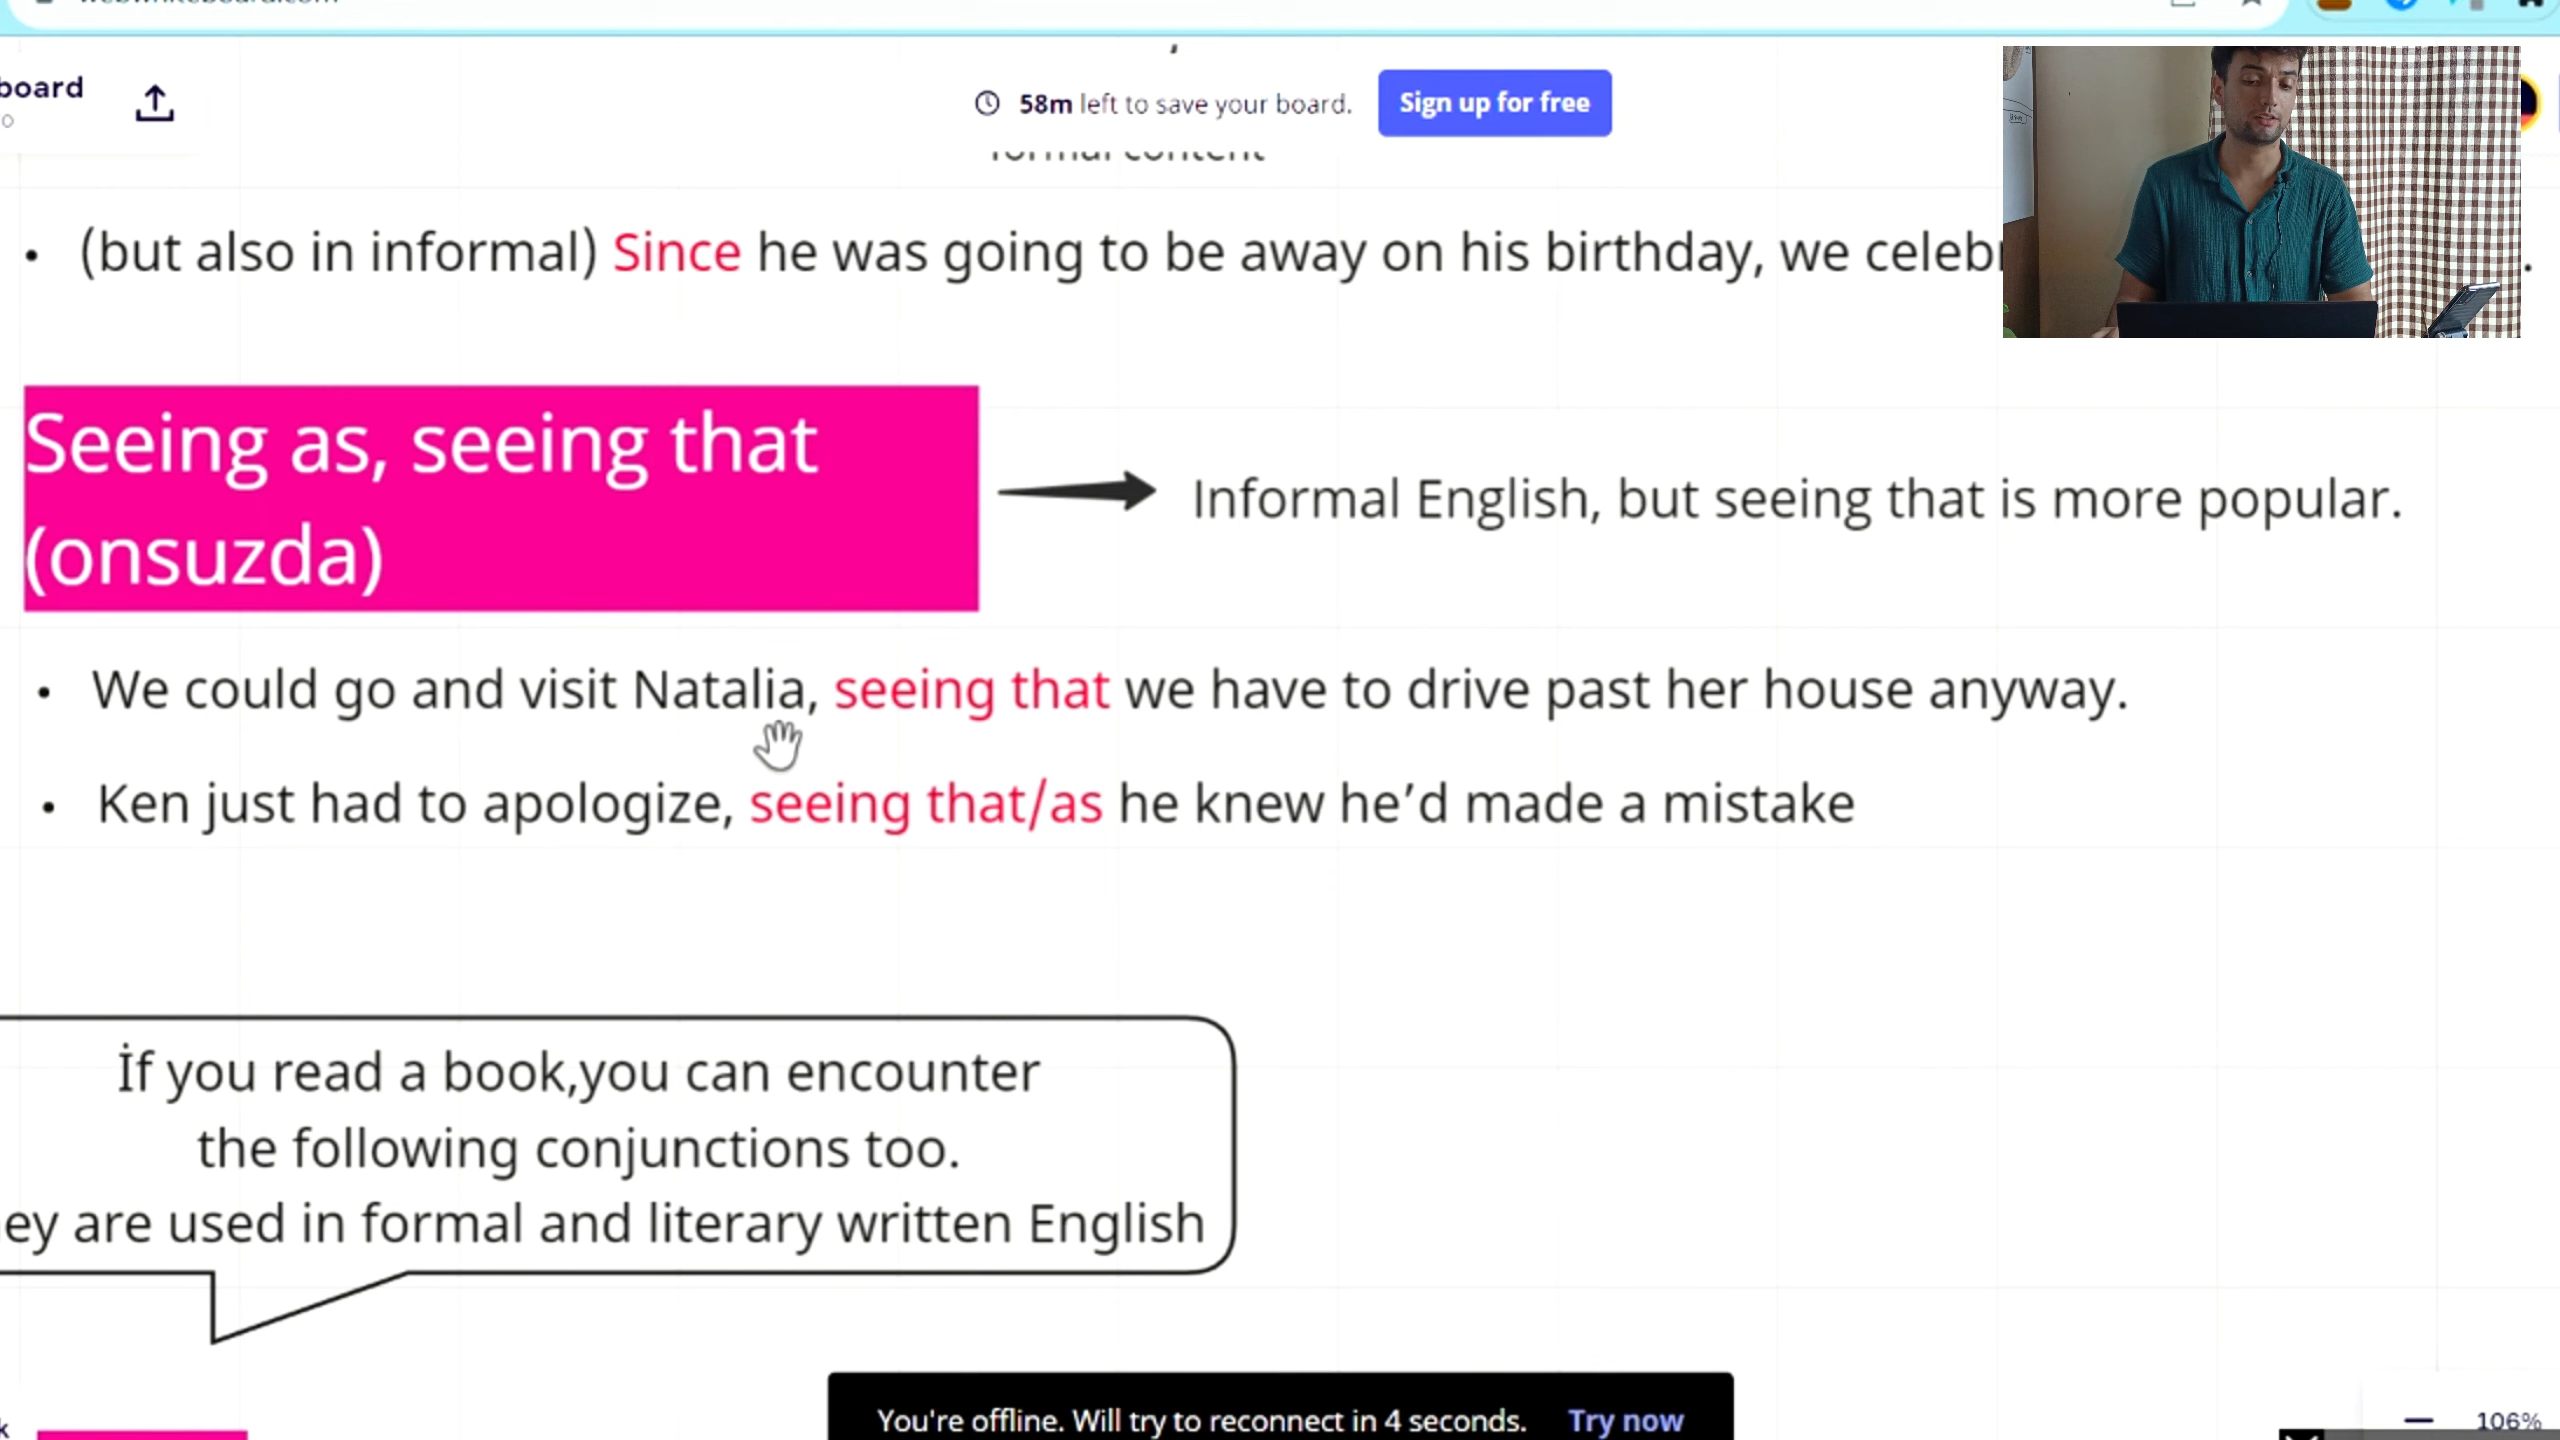 board
58m left to save your board.
Sign up for free
formal content
• (but also in informal) Since he was going to be away on his birthday, we celeb
Seeing as, seeing that
(onsuzda)
Informal English, but seeing that is more popular.
• We could go and visit Natalia, seeing that we have to drive past her house anyway.
• Ken just had to apologize, seeing that/as he knew he'd made a mistake
İf you read a book,you can encounter
the following conjunctions too.
ey are used in formal and literary written English
You're offline. Will try to reconnect in 4 seconds. Try now
106%